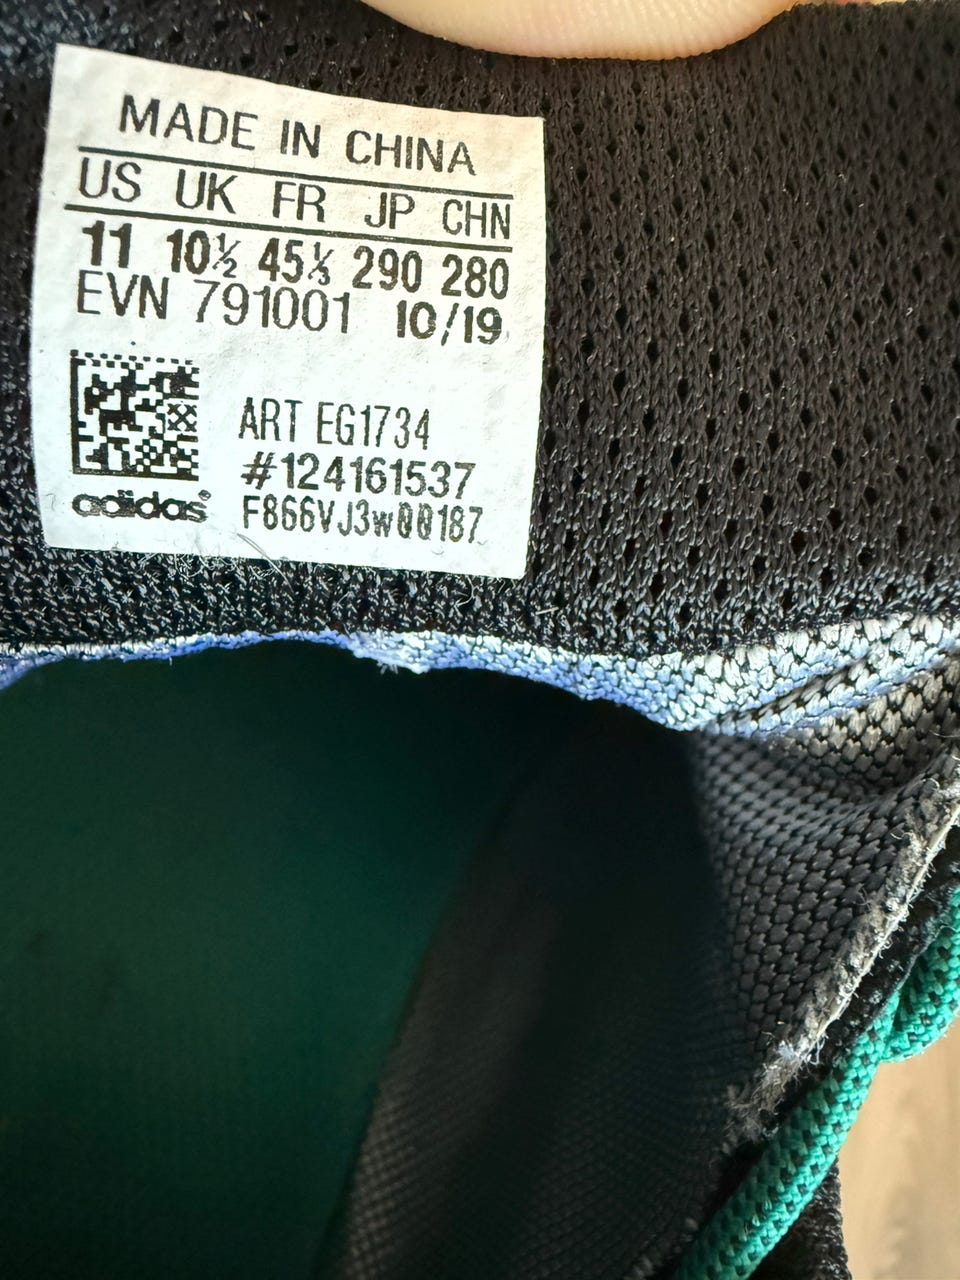 MADE IN CHINA
US UK FR JP CHN
11 10½ 45⅓ 290 280
EVN 791001 10/19
ART EG1734
#124161537
adidas® F866VJ3w00187